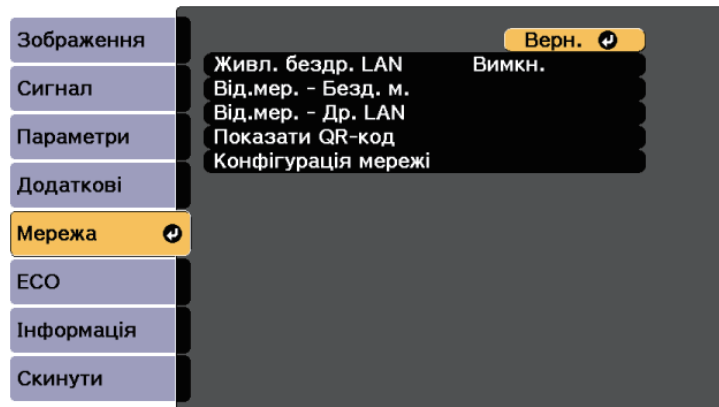 Зображення
Сигнал
Параметри
Додаткові
Мережа
ECO
Інформація
Скинути
Верн.
Живл. бездр. LAN Вимкн.
Від.мер. - Безд. м.
Від.мер. - Др. LAN
Показати QR-код
Конфігурація мережі